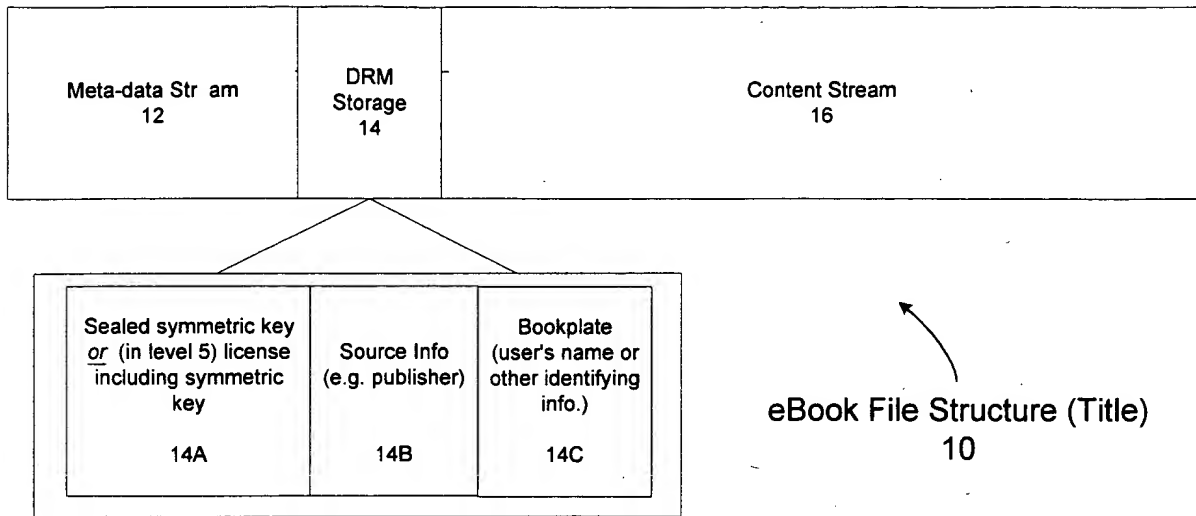 Meta-data Str am
12
DRM
Storage
14
Content Stream
16
Sealed symmetric key
or (in level 5) license
including symmetric
key
14A
Source Info
(e.g. publisher)
14B
Bookplate
(user's name or
other identifying
info.)
14C
eBook File Structure (Title)
10